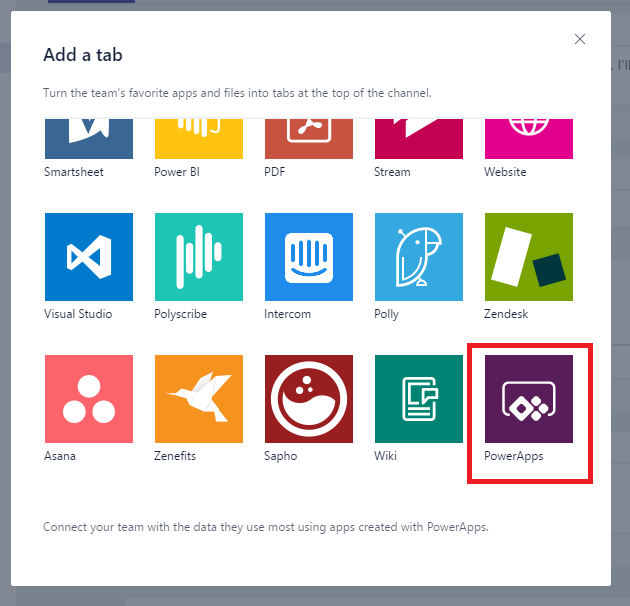 Add a tab
. I'll
Turn the team's favorite apps and files into tabs at the top of the channel.
Smartsheet Power BI PDF Stream Website
Visual Studio Polyscribe Intercom Polly Zendesk
Asana Zenefits Sapho Wiki PowerApps
Connect your team with the data they use most using apps created with PowerApps.